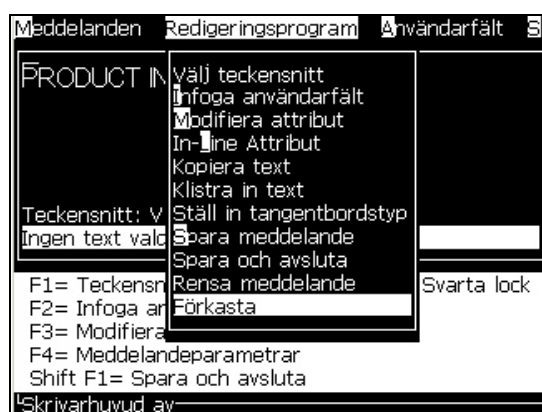 Meddelanden Redigeringsprogram Användarfält S
PRODUCT IN
Välj teckensnitt
Infoga användarfält
Modifiera attribut
In-Line Attribut
Kopiera text
Klistra in text
Ställ in tangentbordstyp
Spara meddelande
Spara och avsluta
Rensa meddelande
Förkasta
Teckensnitt: V
Ingen text vald
F1= Teckensn Svarta lock
F2= Infoga an
F3= Modifiera
F4= Meddelandeparametrar
Shift F1= Spara och avsluta
Skrivarhuvud av